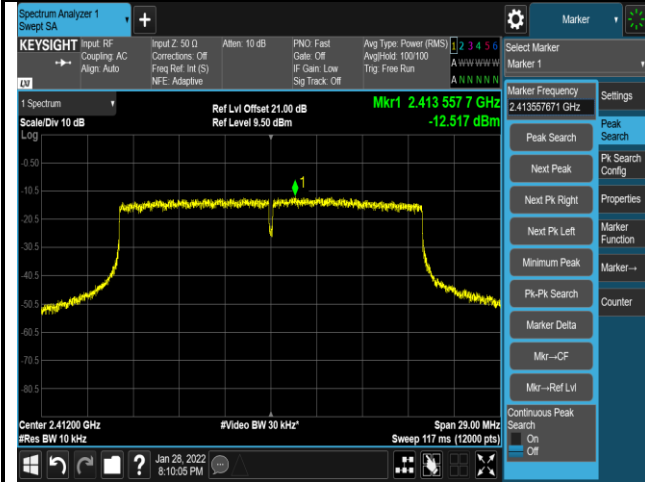 Spectrum Analyzer 1
Swept SA
+
Marker
KEYSIGHT
Input: RF
Coupling: AC
Align: Auto
Input Z: 50 Ω
Corrections: Off
Freq Ref: Int (S)
NFE: Adaptive
Atten: 10 dB
PNO: Fast
Gate: Off
IF Gain: Low
Sig Track: Off
Avg Type: Power (RMS)
Avg|Hold: 100/100
Trig: Free Run
1 2 3 4 5 6
A W W W W W
A N N N N N
Select Marker
Marker 1
1 Spectrum
Scale/Div 10 dB
Log
Ref Lvl Offset 21.00 dB
Ref Level 9.50 dBm
Mkr1 2.413 557 7 GHz
-12.517 dBm
1
-0.50
-10.5
-20.5
-30.5
-40.5
-50.5
-60.5
-70.5
-80.5
Center 2.41200 GHz
#Res BW 10 kHz
#Video BW 30 kHz*
Span 29.00 MHz
Sweep 117 ms (12000 pts)
Jan 28, 2022
8:10:05 PM
?
Marker Frequency
2.413557671 GHz
Peak Search
Next Peak
Next Pk Right
Next Pk Left
Minimum Peak
Pk-Pk Search
Marker Delta
Mkr→CF
Mkr→Ref Lvl
Continuous Peak
Search
On
Off
Settings
Peak
Search
Pk Search
Config
Properties
Marker
Function
Marker→
Counter